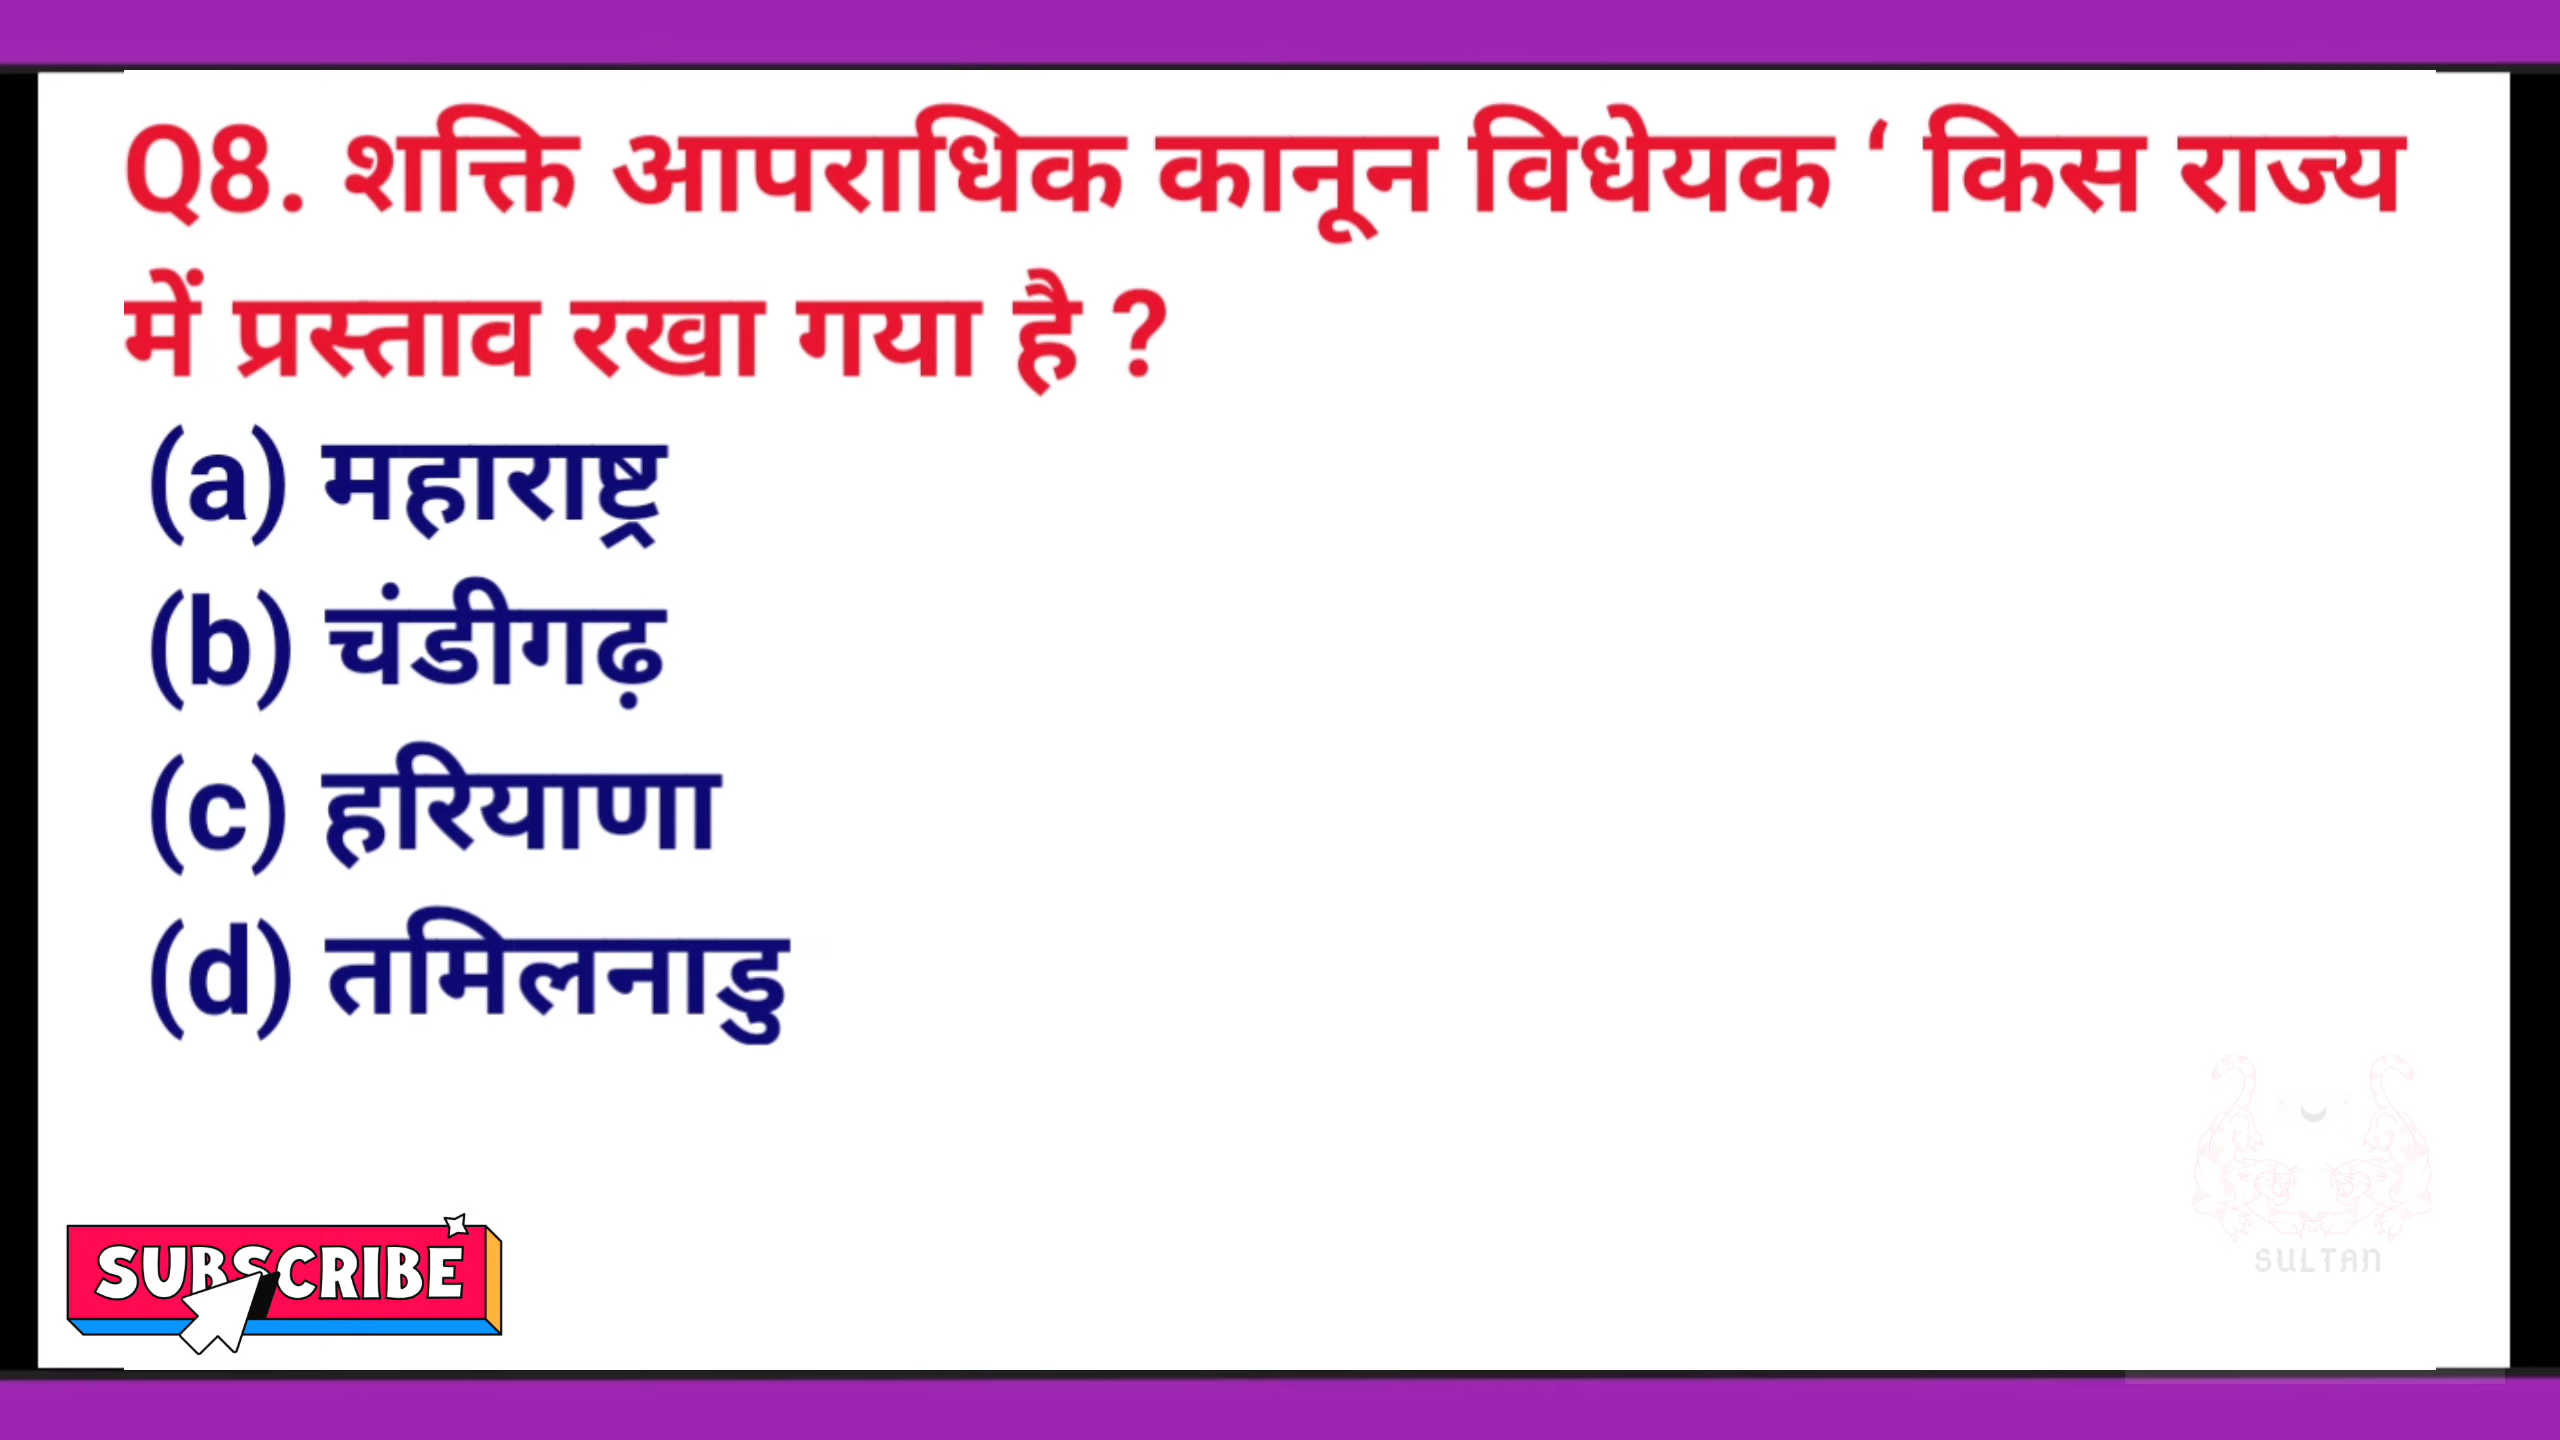 Q8. शक्ति आपराधिक कानून विधेयक ‘ किस राज्य
में प्रस्ताव रखा गया है ?
(a) महाराष्ट्र
(b) चंडीगढ़
(c) हरियाणा
(d) तमिलनाडु
SULTAN
SUBSCRIBE